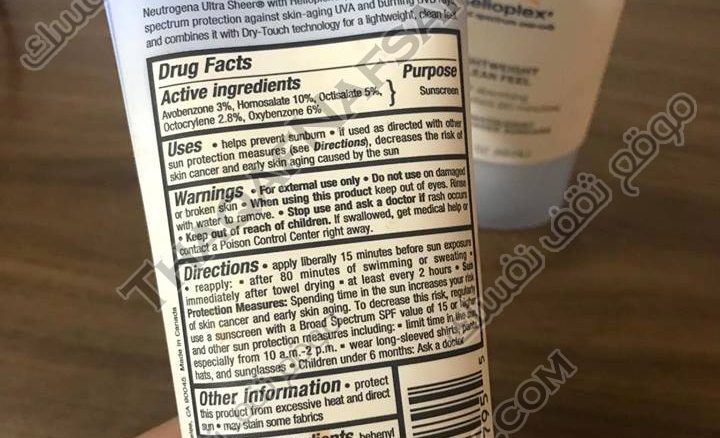 Neutrogena Ultra Sheer® with Helioplex
spectrum protection against skin-aging UVA and burning UVB
and combines it with Dry-Touch technology for a lightweight, clean feel.
Drug Facts
Active ingredients
Purpose
Avobenzone 3%, Homosalate 10%, Octisalate 5%,
Octocrylene 2.8%, Oxybenzone 6%
Sunscreen
Uses • helps prevent sunburn • if used as directed with other
sun protection measures (see Directions), decreases the risk of
skin cancer and early skin aging caused by the sun
Warnings • For external use only • Do not use on damaged
or broken skin • When using this product keep out of eyes. Rinse
with water to remove. • Stop use and ask a doctor if rash occurs
• Keep out of reach of children. If swallowed, get medical help or
contact a Poison Control Center right away.
Directions • apply liberally 15 minutes before sun exposure
• reapply: • after 80 minutes of swimming or sweating •
immediately after towel drying • at least every 2 hours • Sun
Protection Measures: Spending time in the sun increases your risk
of skin cancer and early skin aging. To decrease this risk, regularly
use a sunscreen with a Broad Spectrum SPF value of 15 or higher
and other sun protection measures including: • limit time in the sun,
especially from 10 a.m.-2 p.m. • wear long-sleeved shirts, pants,
hats, and sunglasses • Children under 6 months: Ask a doctor
Other information • protect
this product from excessive heat and direct
sun • may stain some fabrics
behenyl
CA 90045 Made in Canada
helioplex®
CLEAN FEEL
موقع ثقف نفسك
THAQAFNAFSAK.COM